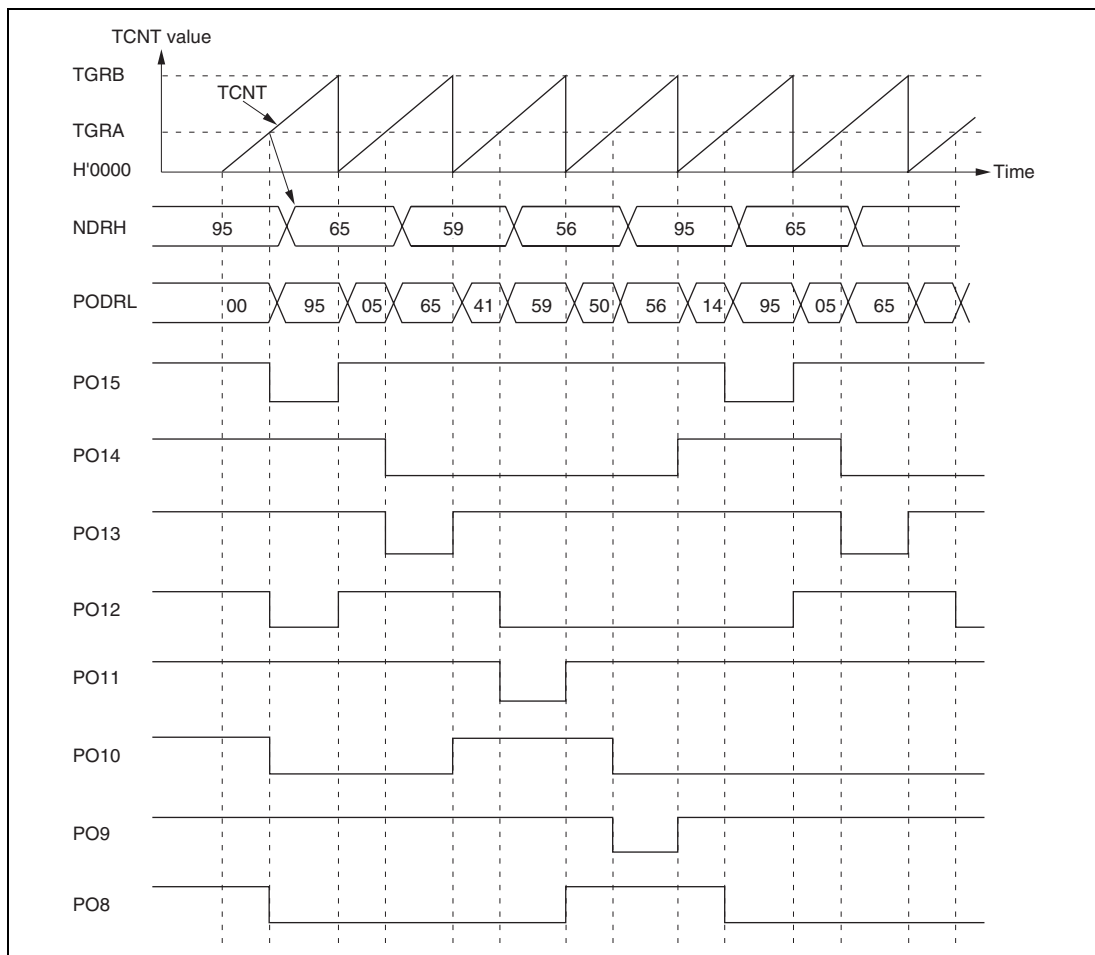 TCNT value
TGRB
TCNT
TGRA
H'0000
Time
NDRH
95 65 59 56 95 65
PODRL
00 95 05 65 41 59 50 56 14 95 05 65
PO15
PO14
PO13
PO12
PO11
PO10
PO9
PO8